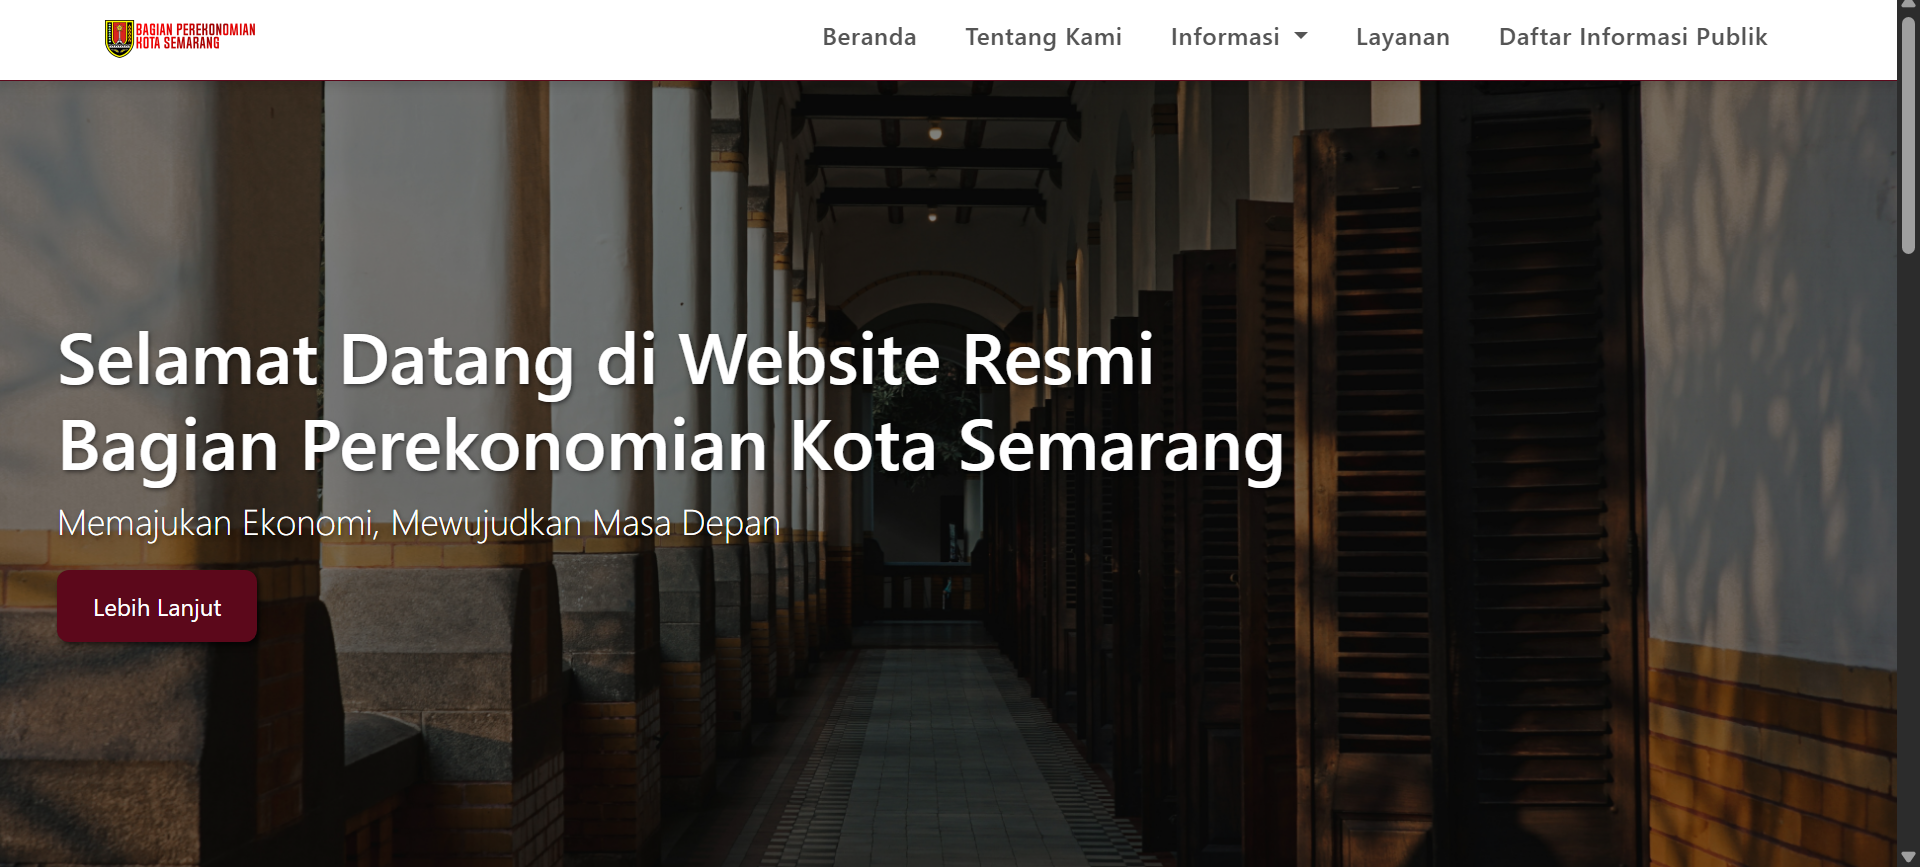 BAGIAN PEREKONOMIAN
KOTA SEMARANG
Beranda
Tentang Kami
Informasi
Layanan
Daftar Informasi Publik
Selamat Datang di Website Resmi
Bagian Perekonomian Kota Semarang
Memajukan Ekonomi, Mewujudkan Masa Depan
Lebih Lanjut